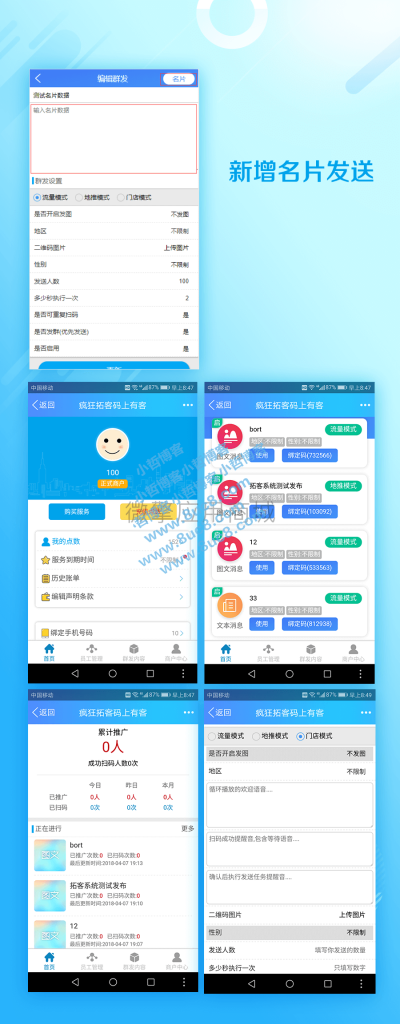 编辑群发
名片
测试名片数据
输入名片数据
群发设置
流量模式
地推模式
门店模式
是否开启发图
不发图
地区
不限制
二维码图片
上传图片
性别
不限制
发送人数
100
多少秒执行一次
2
是否可重复扫码
是
是否发群(优先发送)
是
是否启用
是
新增名片发送
中国移动
87%
早上8:47
返回
疯狂拓客码上有客
100
正式商户
购买服务
我的点数
服务到期时间
不限制
历史账单
编辑声明条款
绑定手机号码
10
首页
员工管理
群发内容
商户中心
中国移动
87%
早上8:47
返回
疯狂拓客码上有客
启
bort
流量模式
地区 不限制
性别 不限制
图文消息
使用
绑定码(732566)
启
拓客系统测试发布
地推模式
地区 不限制
性别 不限制
图文消息
使用
绑定码(103092)
启
12
流量模式
地区 不限制
性别 不限制
图文消息
使用
绑定码(533563)
启
33
流量模式
地区 不限制
性别 不限制
文本消息
使用
绑定码(812938)
首页
员工管理
群发内容
商户中心
小哲博客
www.8uu8.com
中国移动
87%
早上8:47
返回
疯狂拓客码上有客
累计推广
0人
成功扫码人数0次
今日
昨日
本月
已推广
0人
0人
0人
已扫码
0次
0次
0次
正在进行
更多
图文
bort
已推广次数:0 已扫码次数:0
最后更新时间:2018-04-07 19:13
图文
拓客系统测试发布
已推广次数:0 已扫码次数:0
最后更新时间:2018-04-07 19:10
图文
12
已推广次数:0 已扫码次数:0
最后更新时间:2018-04-07 19:07
首页
员工管理
群发内容
商户中心
中国移动
87%
早上8:49
返回
疯狂拓客码上有客
流量模式
地推模式
门店模式
是否开启发图
不发图
地区
不限制
循环播放的欢迎语音....
扫码成功提醒音,包含等待语音....
确认后执行发送任务提醒音....
二维码图片
上传图片
性别
不限制
发送人数
填写你发送的数量
多少秒执行一次
只填写数字